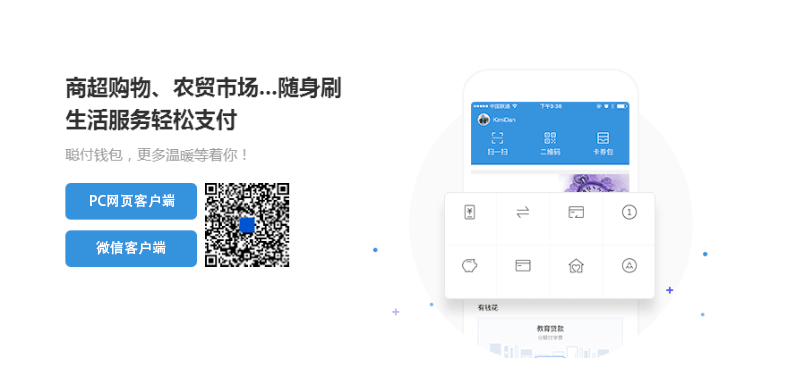 商超购物、农贸市场...随身刷
生活服务轻松支付
聪付钱包，更多温暖等着你！
PC网页客户端
微信客户端
中国联通
下午3:36
KimiDan
扫一扫
二维码
卡券包
有钱花
教育贷款